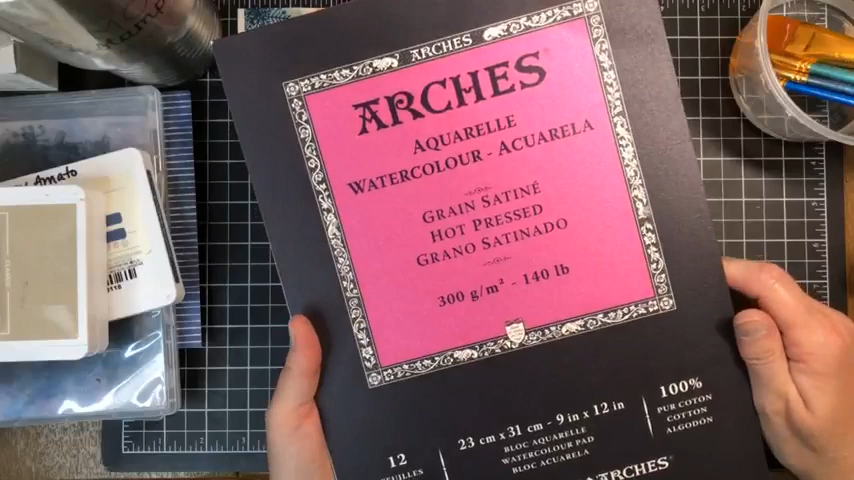 ARCHES
ARCHES
AQUARELLE
WATERCOLOUR - ACUARELA
GRAIN SATINÉ
HOT PRESSED
GRANO SATINADO
300 g/m² - 140 lb
12
23 cm x 31 cm - 9 in x 12 in
BLOC AQUARELLE
WATERCOLOUR PAD
BLOC ACUARELA
100%
PUR COTON
COTTON
ALGODÓN
ARCHES